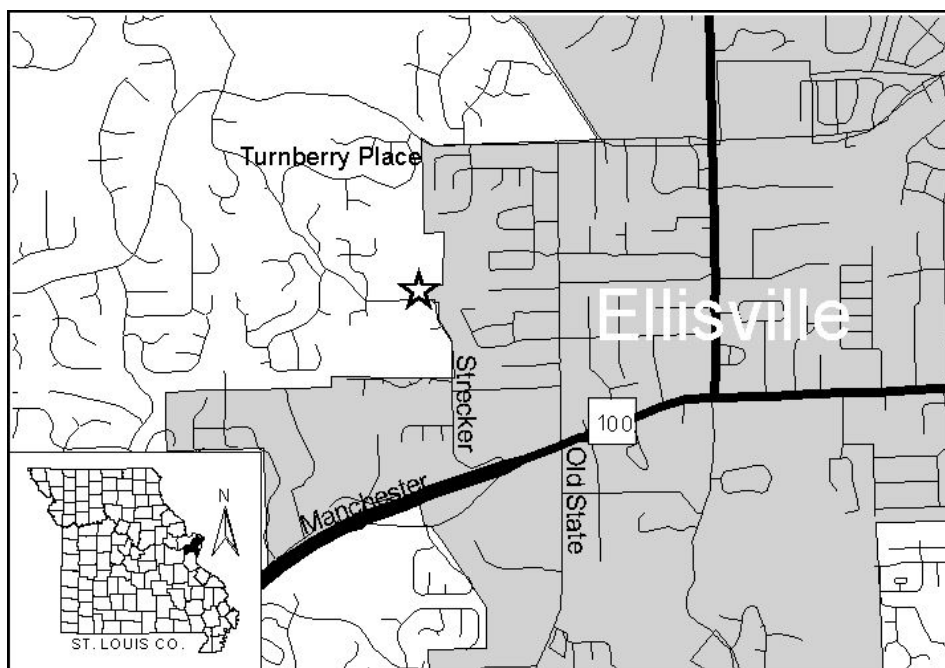 Turnberry Place
Ellisville
Strecker
100
Manchester
Old State
N
ST. LOUIS CO.